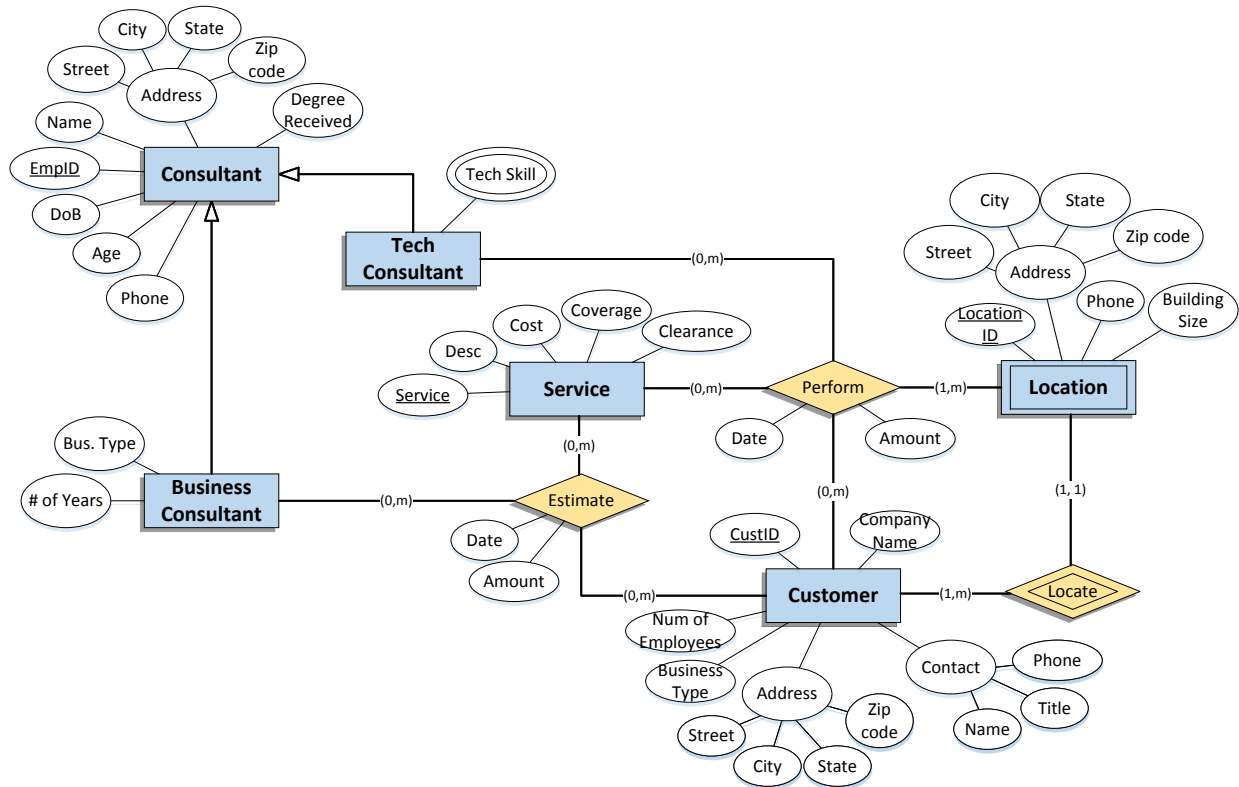 City
State
Street
Zip
code
Address
Degree
Received
Name
EmpID
Consultant
DoB
Age
Phone
Tech Skill
Tech
Consultant
(0,m)
City
State
Street
Zip code
Address
Location
ID
Phone
Building
Size
Location
Desc
Cost
Coverage
Clearance
Service
Service
(0,m)
Perform
(1,m)
Date
Amount
(0,m)
(0,m)
(1, 1)
Bus. Type
# of Years
Business
Consultant
(0,m)
Estimate
Date
Amount
(0,m)
CustID
Company
Name
Customer
(1,m)
Locate
Num of
Employees
Business
Type
Address
Street
City
State
Zip
code
Contact
Phone
Title
Name